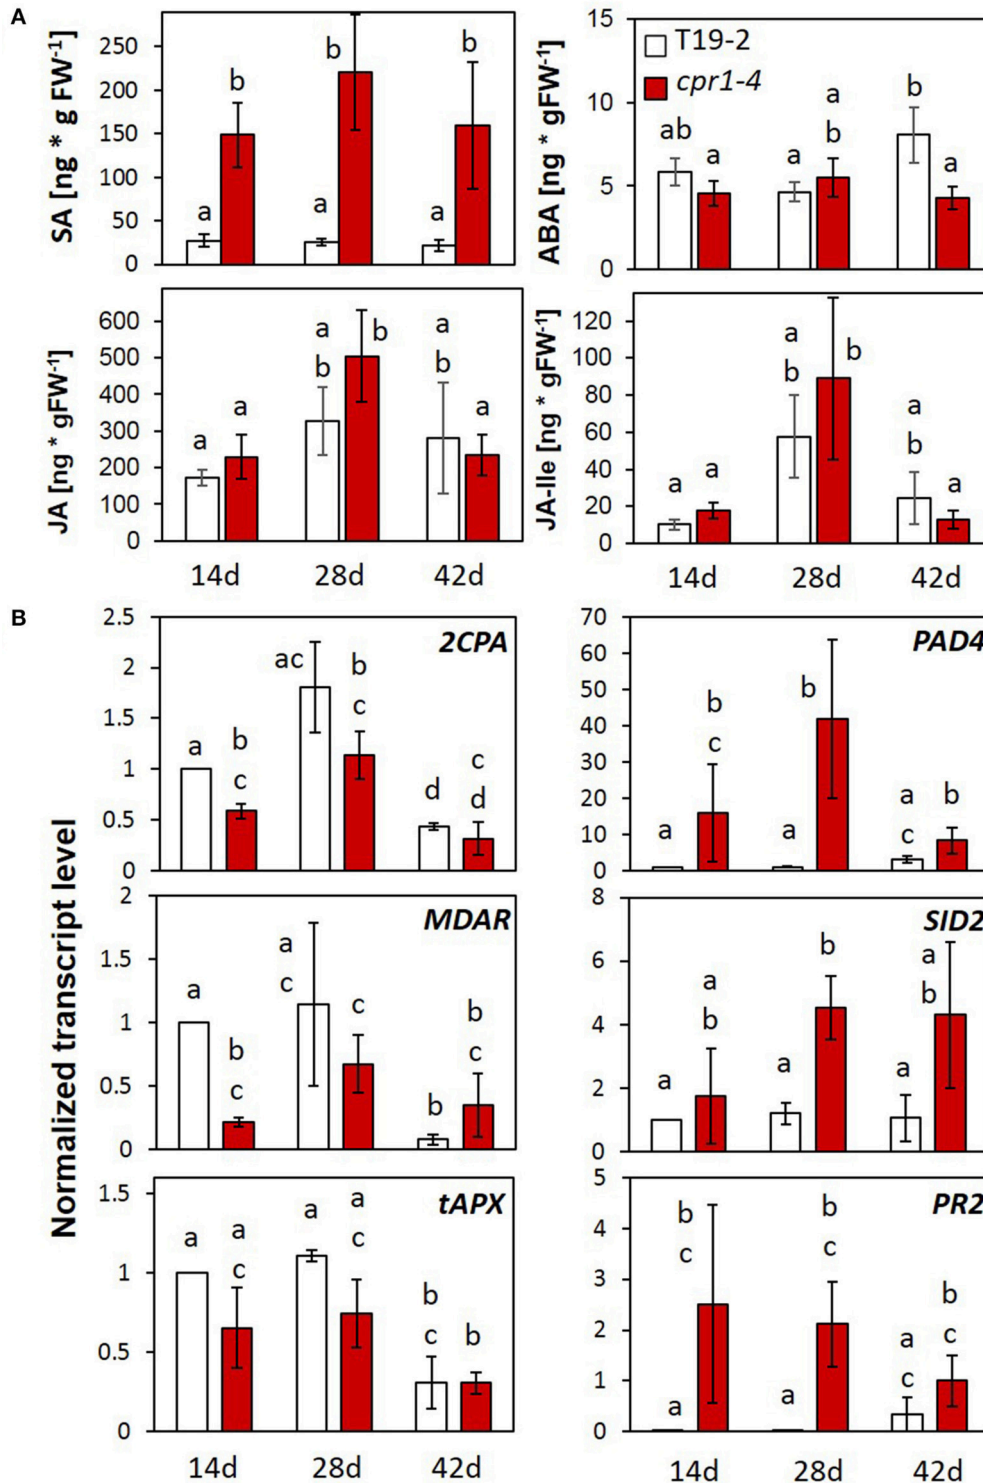 A
SA [ng * g FW-1]
250
200
150
100
50
0
a
b
a
b
a
b
ABA [ng * gFW-1]
15
10
5
0
T19-2
cpr1-4
ab
a
a
a
b
b
a
JA [ng * gFW-1]
600
500
400
300
200
100
0
a
a
a
b
b
a
b
a
14d
28d
42d
JA-Ile [ng * gFW-1]
120
100
80
60
40
20
0
a
a
a
b
b
a
b
a
14d
28d
42d
B
Normalized transcript level
2CPA
2.5
2
1.5
1
0.5
0
a
b
c
ac
b
c
d
c
d
PAD4
70
60
50
40
30
20
10
0
a
b
c
a
b
a
c
b
MDAR
2
1.5
1
0.5
0
a
b
c
a
c
c
b
b
c
SID2
8
6
4
2
0
a
a
b
a
b
a
a
b
tAPX
1.5
1
0.5
0
a
a
c
a
a
c
b
c
b
14d
28d
42d
PR2
5
4
3
2
1
0
a
b
c
a
b
c
a
c
b
c
14d
28d
42d